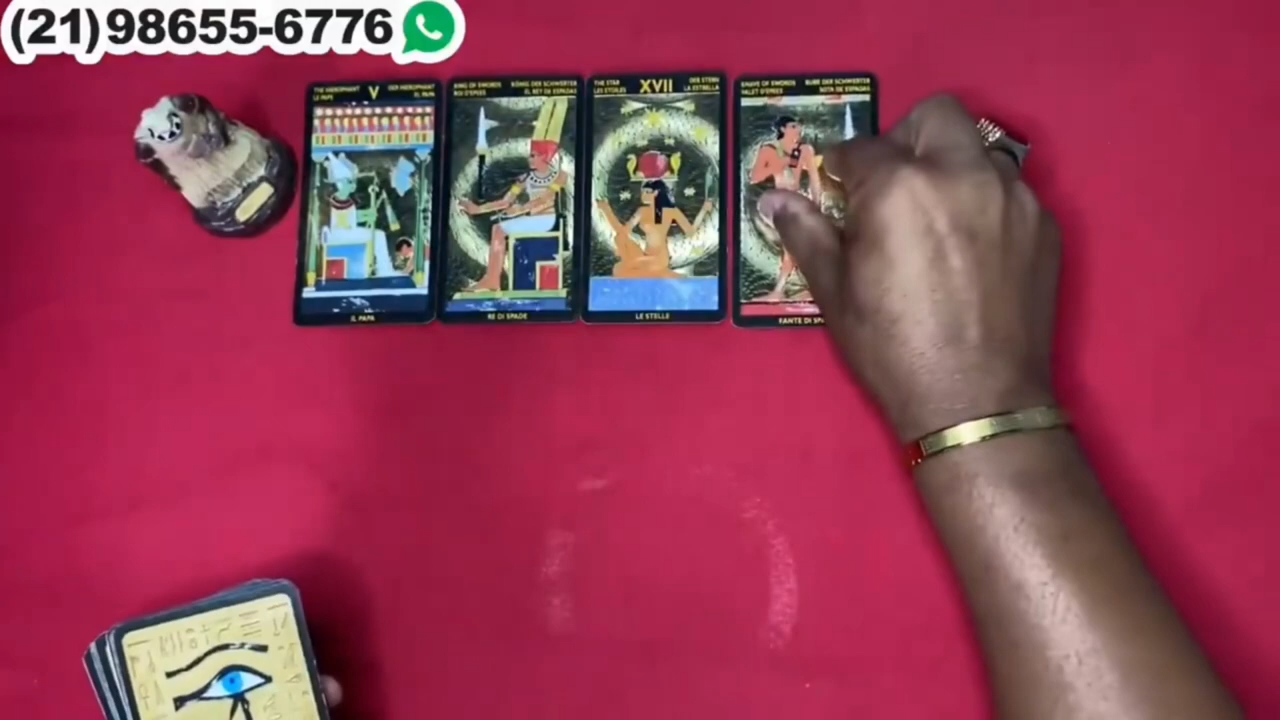 (21)98655-6776
THE HIEROPHANT V DER HIEROPHANT
LE PAPE EL PAPA
IL PAPA
KING OF SWORDS KÖNIG DER SCHWERTER
ROI D'EPEES EL REY DE ESPADAS
RE DI SPADE
THE STAR XVII DER STERN
LES ETOILES LA ESTRELLA
LE STELLE
KNAVE OF SWORDS BUBE DER SCHWERTER
VALET D'EPEES SOTA DE ESPADAS
FANTE DI